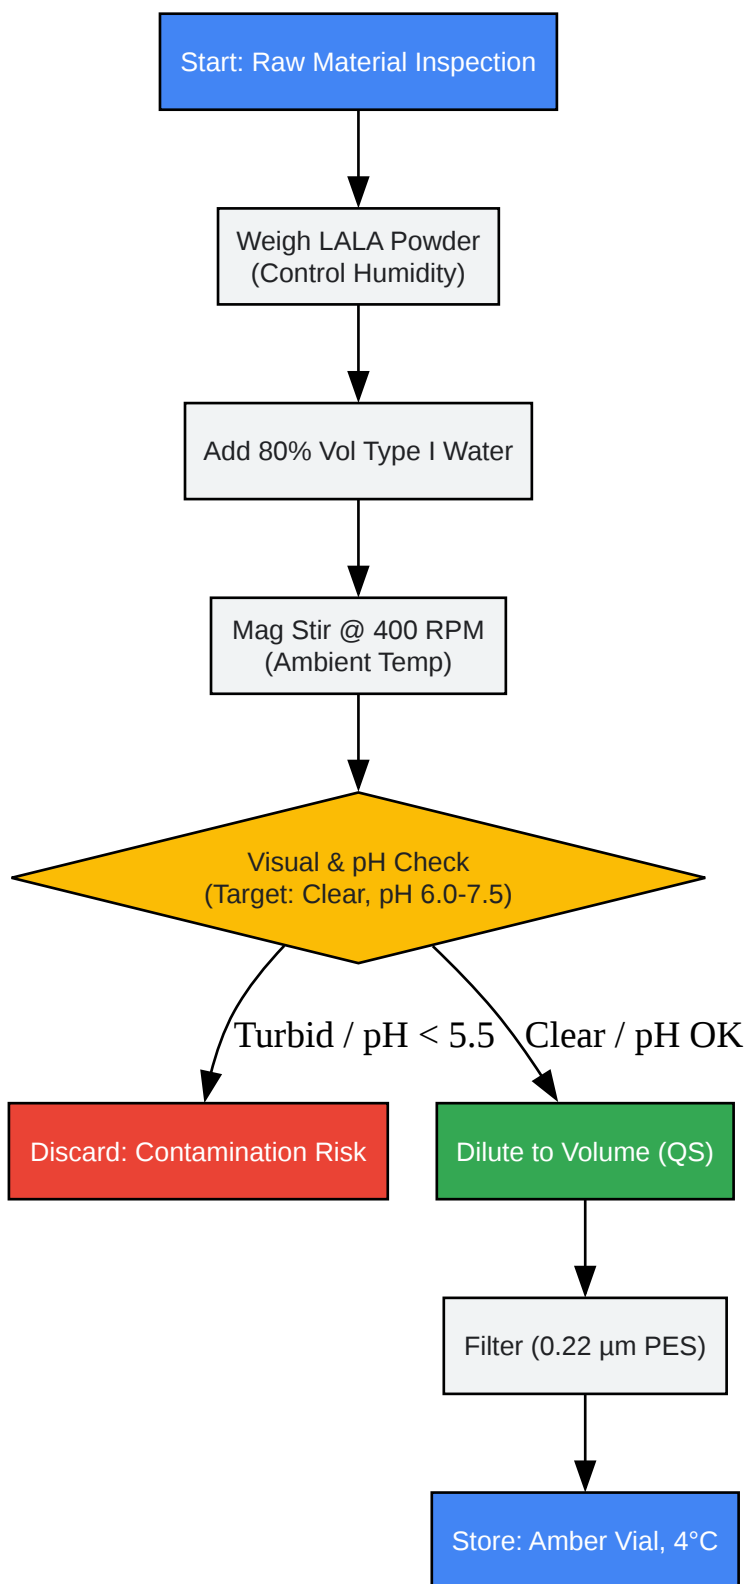 Start: Raw Material Inspection
Weigh LALA Powder
(Control Humidity)
Add 80% Vol Type I Water
Mag Stir @ 400 RPM
(Ambient Temp)
Visual & pH Check
(Target: Clear, pH 6.0-7.5)
Turbid / pH < 5.5
Clear / pH OK
Discard: Contamination Risk
Dilute to Volume (QS)
Filter (0.22 µm PES)
Store: Amber Vial, 4°C